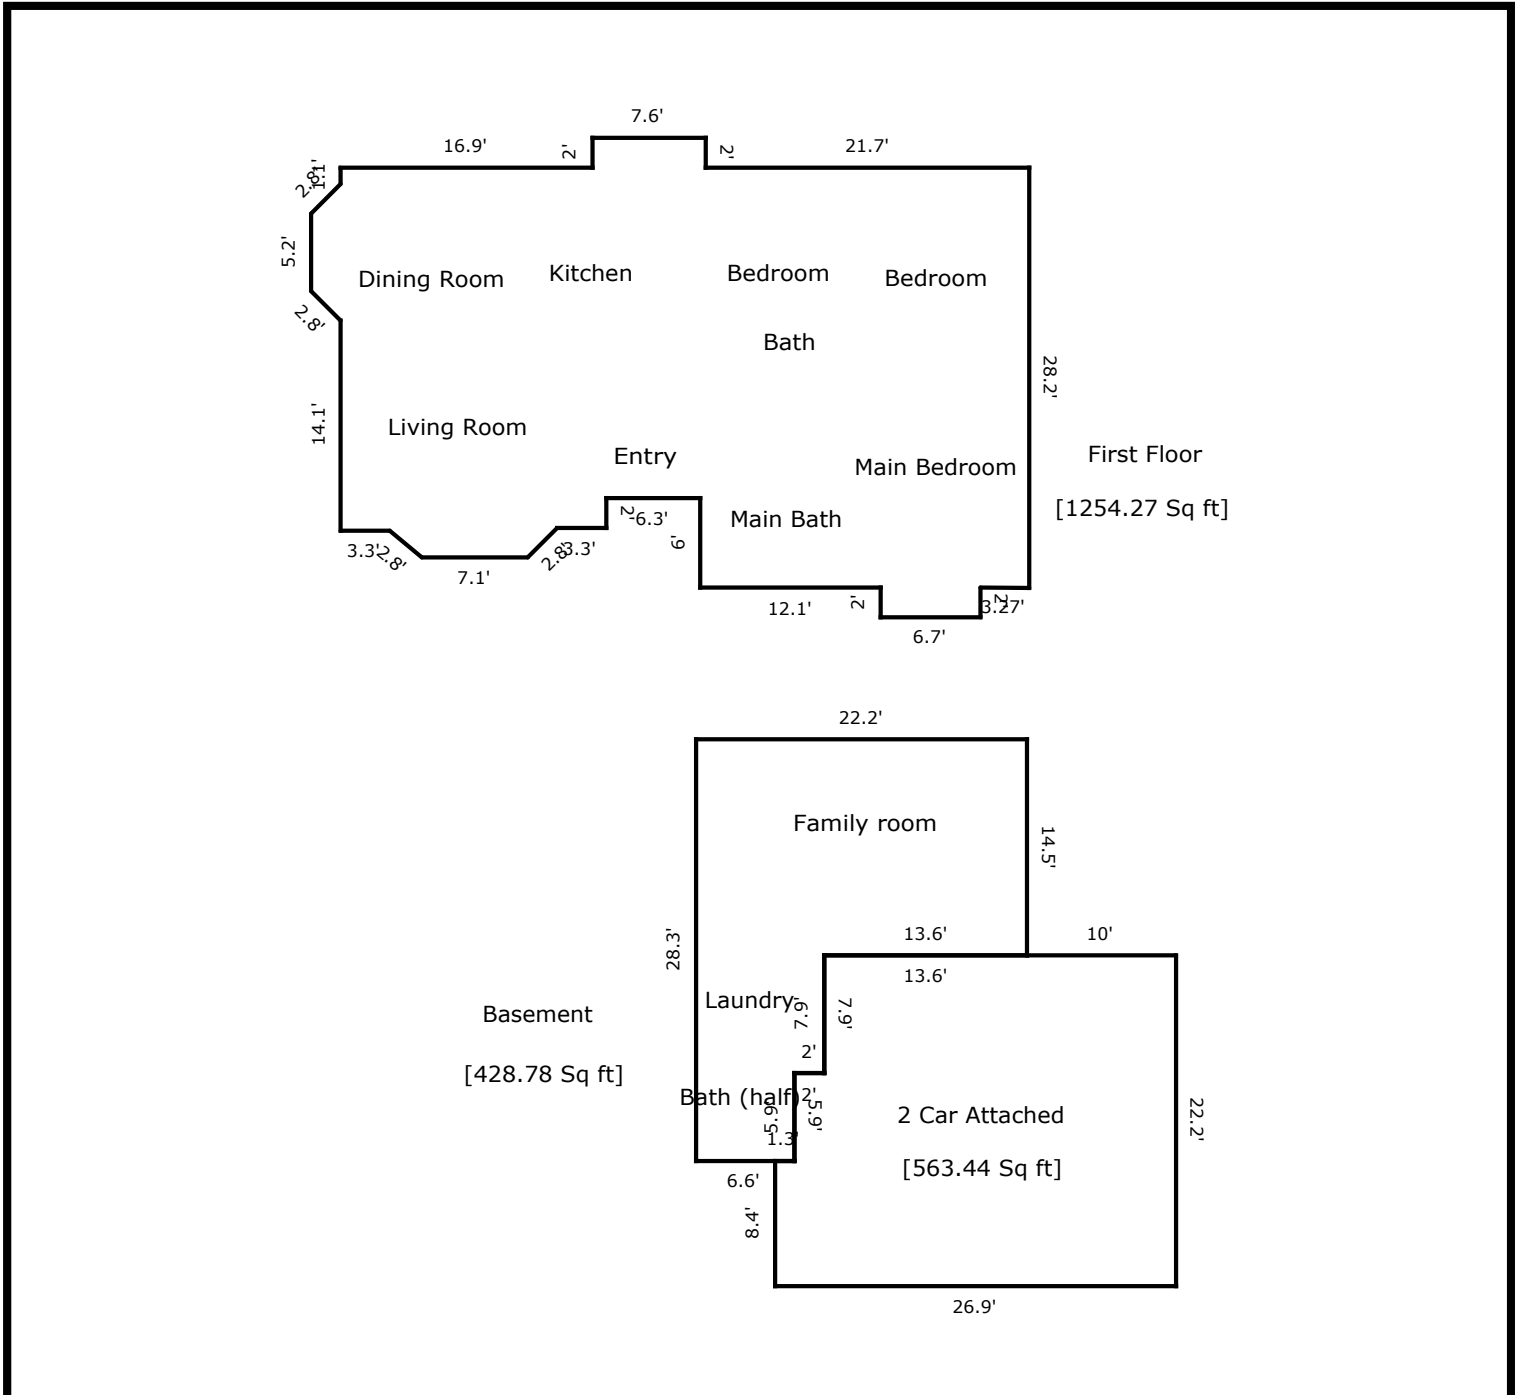 7.6'
16.9'
2'
2'
21.7'
1.1'
2.8'
5.2'
2.8'
Dining Room
Kitchen
Bedroom
Bedroom
Bath
28.2'
14.1'
Living Room
Entry
Main Bedroom
First Floor
[1254.27 Sq ft]
2'
6.3'
Main Bath
6'
3.3'
2.8'
7.1'
2.8'
3.3'
12.1'
2'
2'
3.27'
6.7'
22.2'
Family room
14.5'
13.6'
10'
28.3'
13.6'
Laundry
7.9'
7.9'
Basement
2'
[428.78 Sq ft]
Bath (half)
2'
5.9'
5.9'
1.3'
2 Car Attached
22.2'
[563.44 Sq ft]
6.6'
8.4'
26.9'